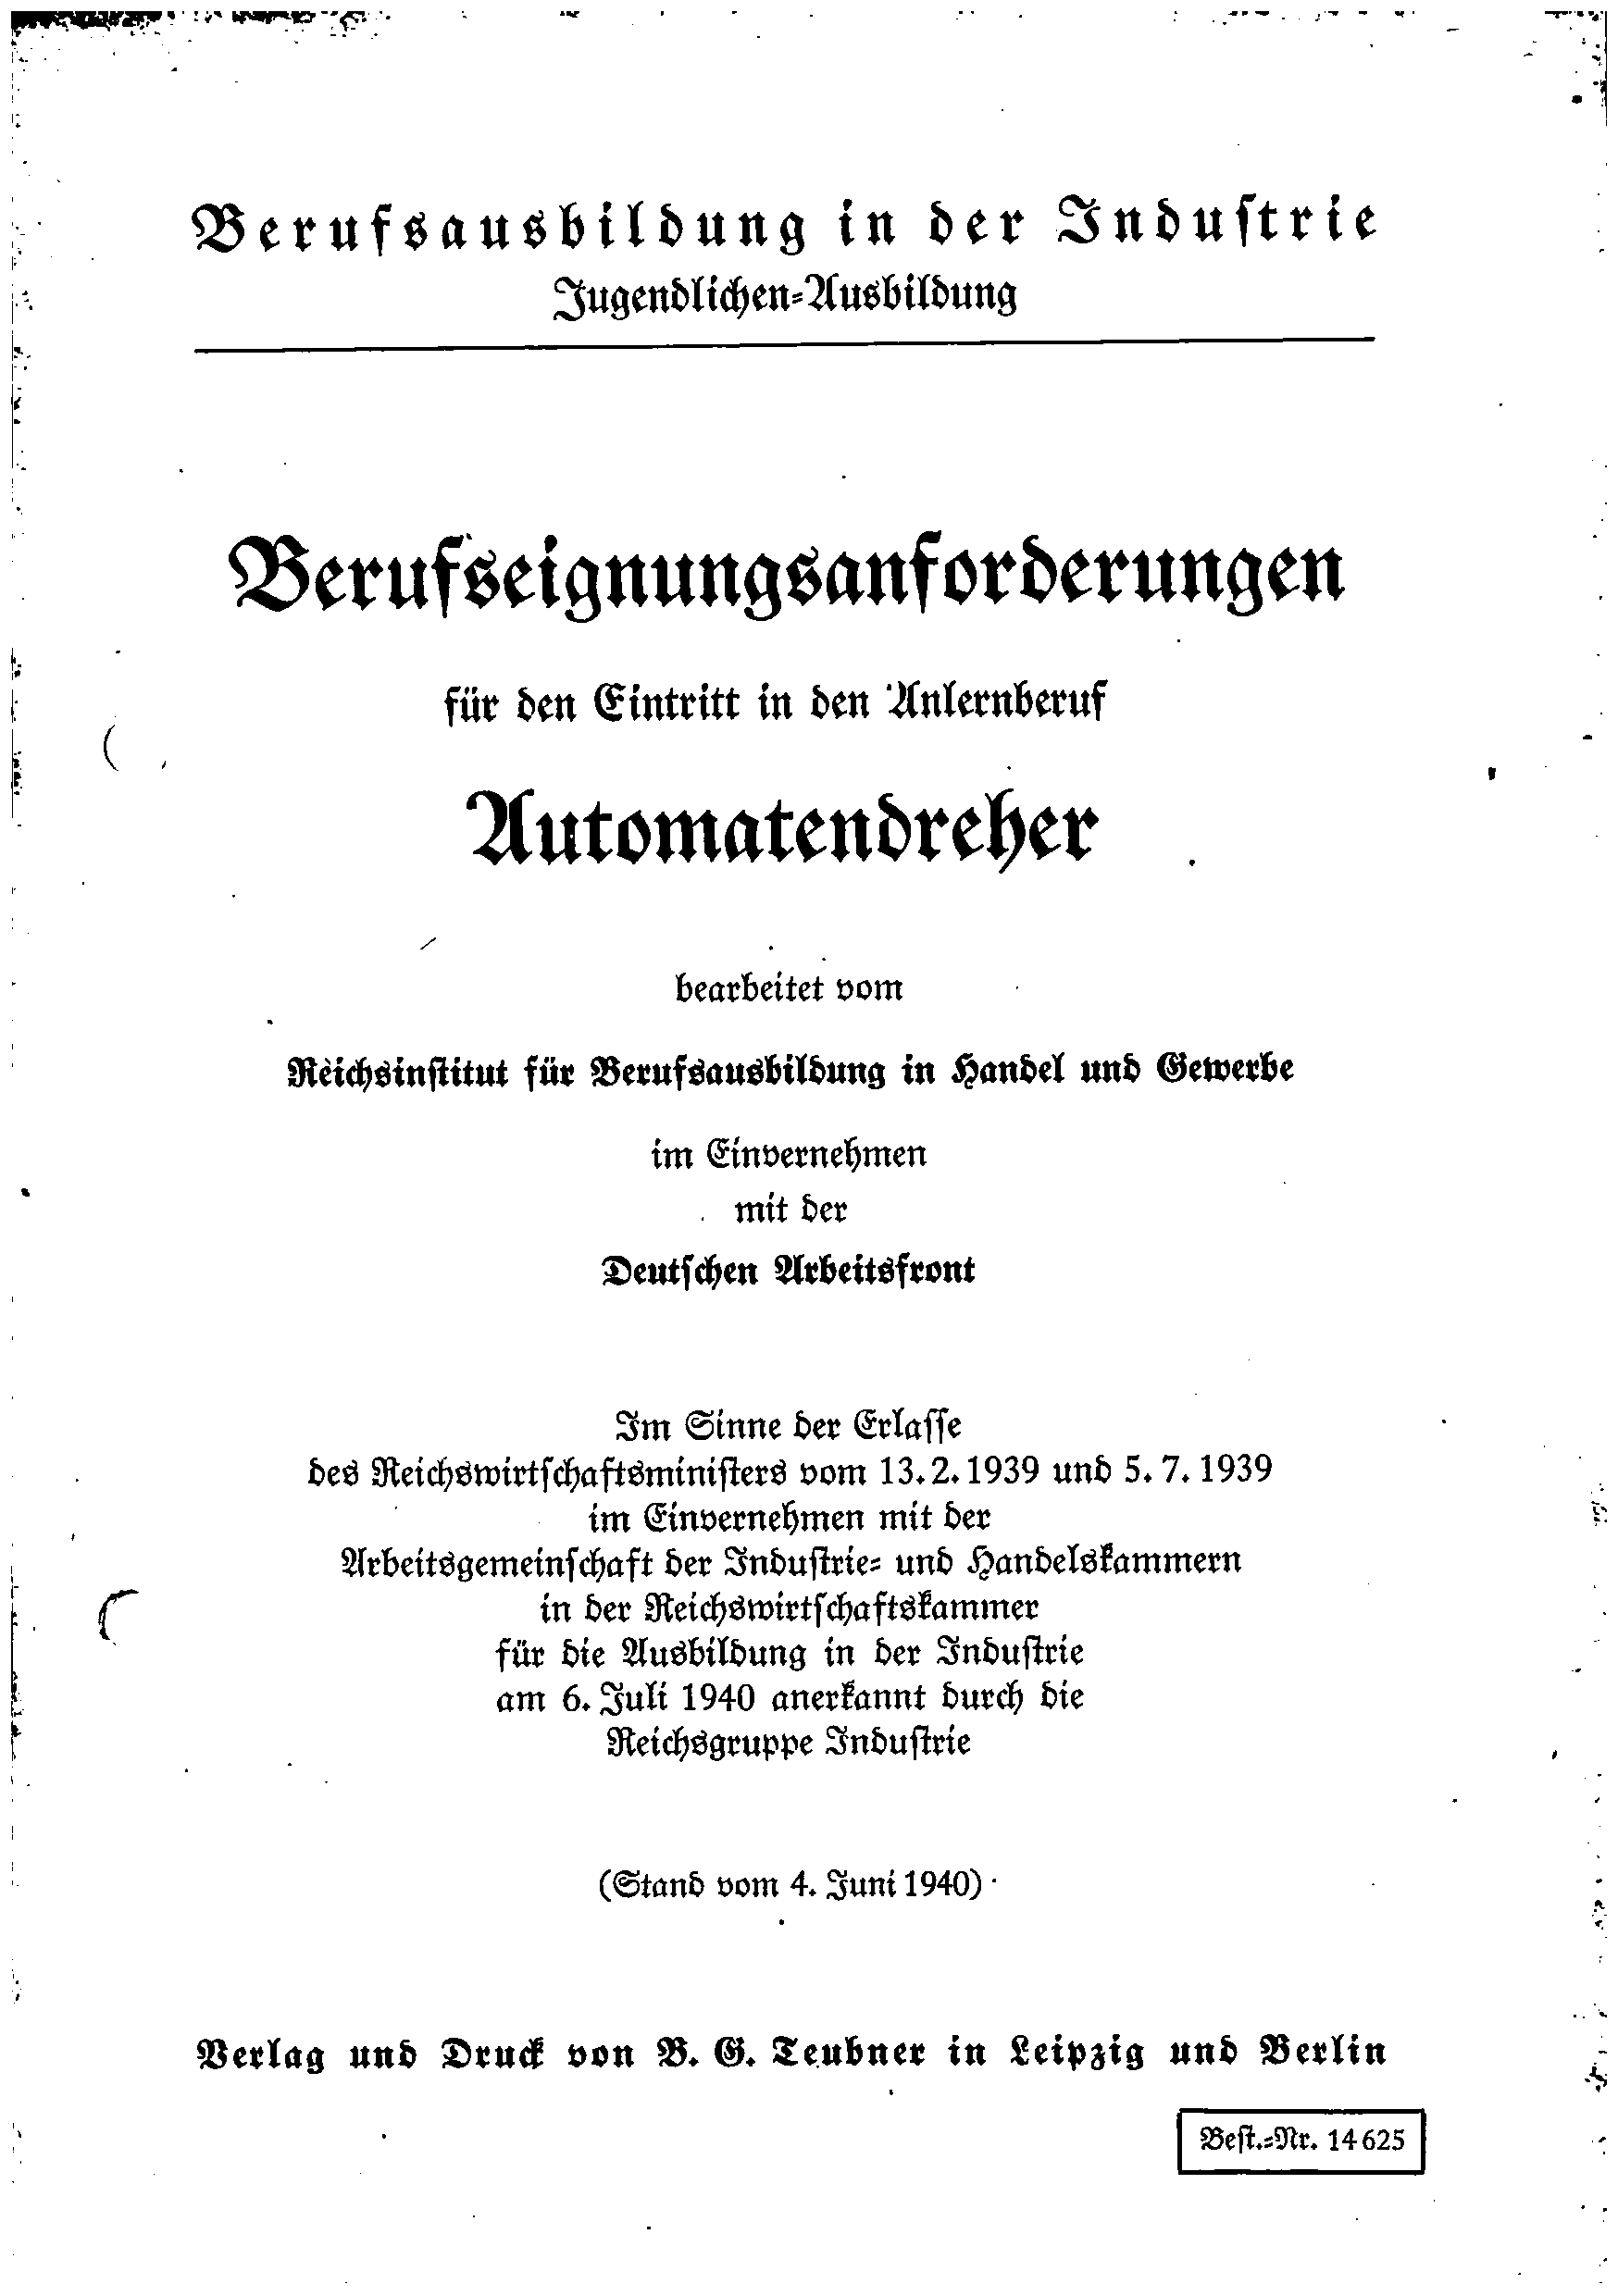 Berufsausbildung in der Industrie
Jugendlichen-Ausbildung
Berufseignungsanforderungen
für den Eintritt in den Anlernberuf
Automatendreher
bearbeitet vom
Reichsinstitut für Berufsausbildung in Handel und Gewerbe
im Einvernehmen
mit der
Deutschen Arbeitsfront
Im Sinne der Erlasse
des Reichswirtschaftsministers vom 13. 2. 1939 und 5. 7. 1939
im Einvernehmen mit der
Arbeitsgemeinschaft der Industrie- und Handelskammern
in der Reichswirtschaftskammer
für die Ausbildung in der Industrie
am 6. Juli 1940 anerkannt durch die
Reichsgruppe Industrie
(Stand vom 4. Juni 1940)
Verlag und Druck von B. G. Teubner in Leipzig und Berlin
Best.-Nr. 14625